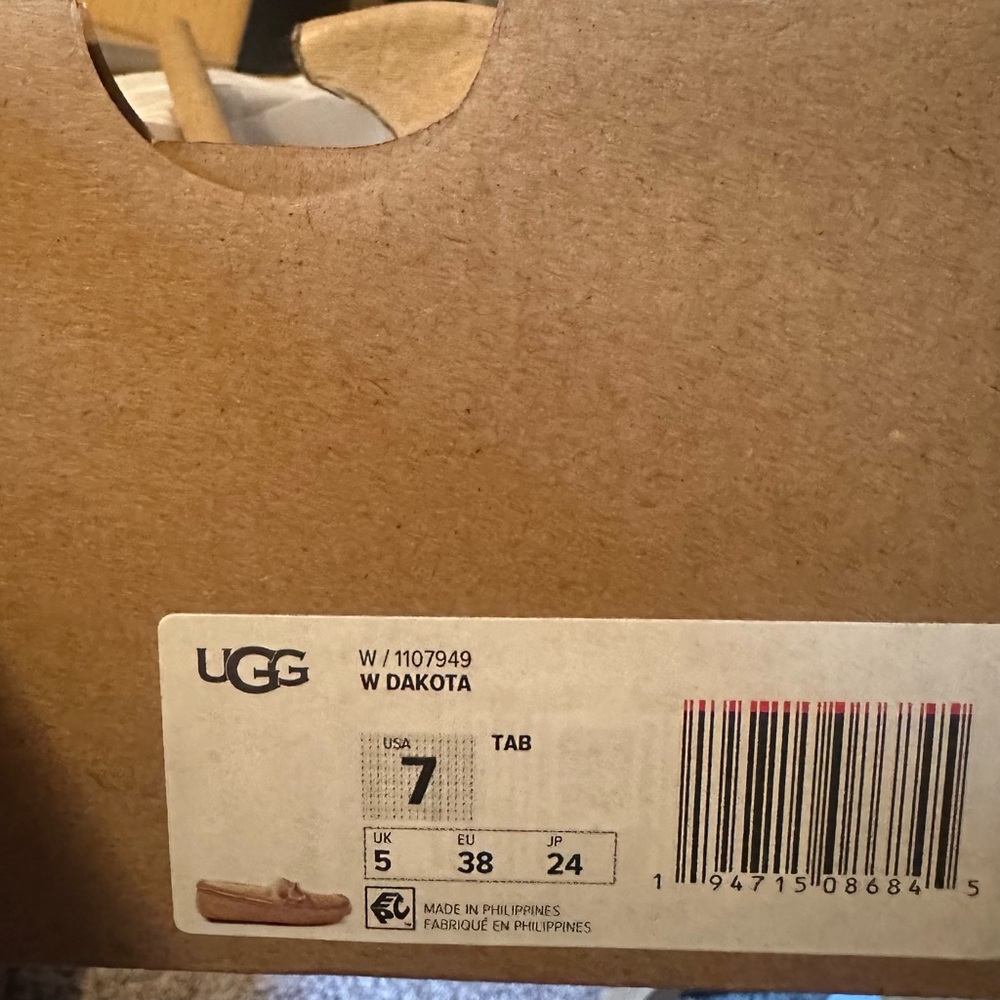 UGG
W / 1107949
W DAKOTA
USA
7
TAB
UK EU JP
5 38 24
EPC
MADE IN PHILIPPINES
FABRIQUÉ EN PHILIPPINES
1 94715 08684 5